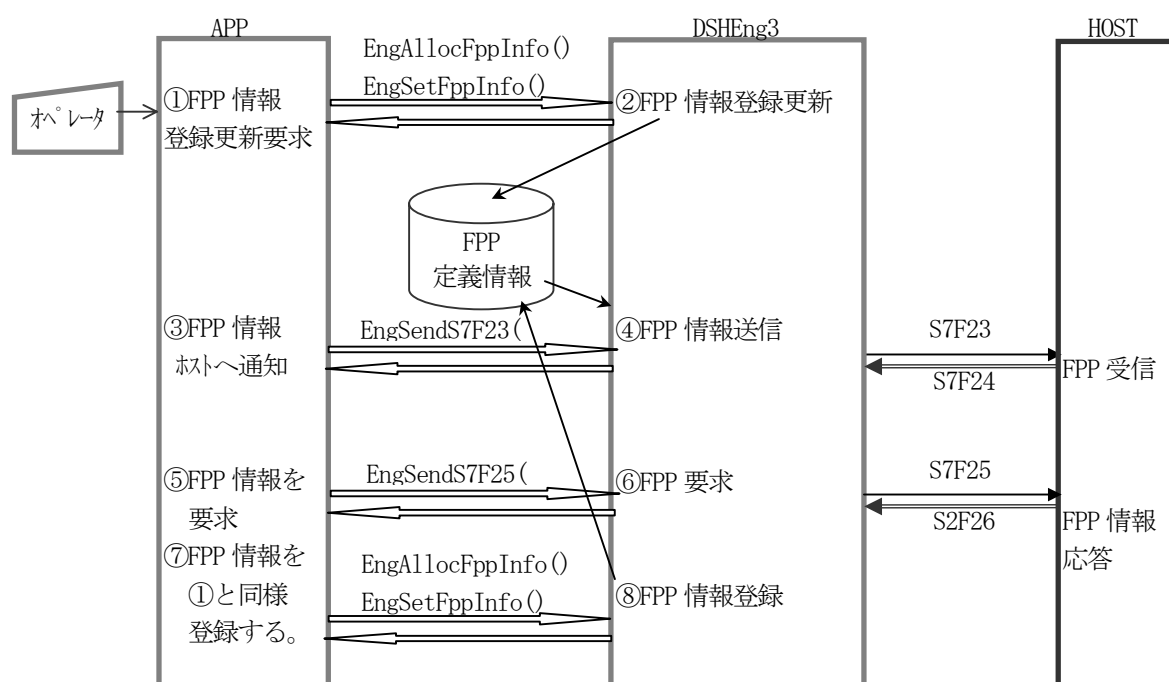 APP
DSHEng3
HOST
EngAllocFppInfo()
EngSetFppInfo()
オペレータ
①FPP 情報
登録更新要求
②FPP 情報登録更新
FPP
定義情報
③FPP 情報
ホストへ通知
EngSendS7F23(
④FPP 情報送信
S7F23
S7F24
FPP 受信
⑤FPP 情報を
要求
EngSendS7F25(
⑥FPP 要求
S7F25
S2F26
FPP 情報
応答
⑦FPP 情報を
①と同様
登録する。
EngAllocFppInfo()
EngSetFppInfo()
⑧FPP 情報登録